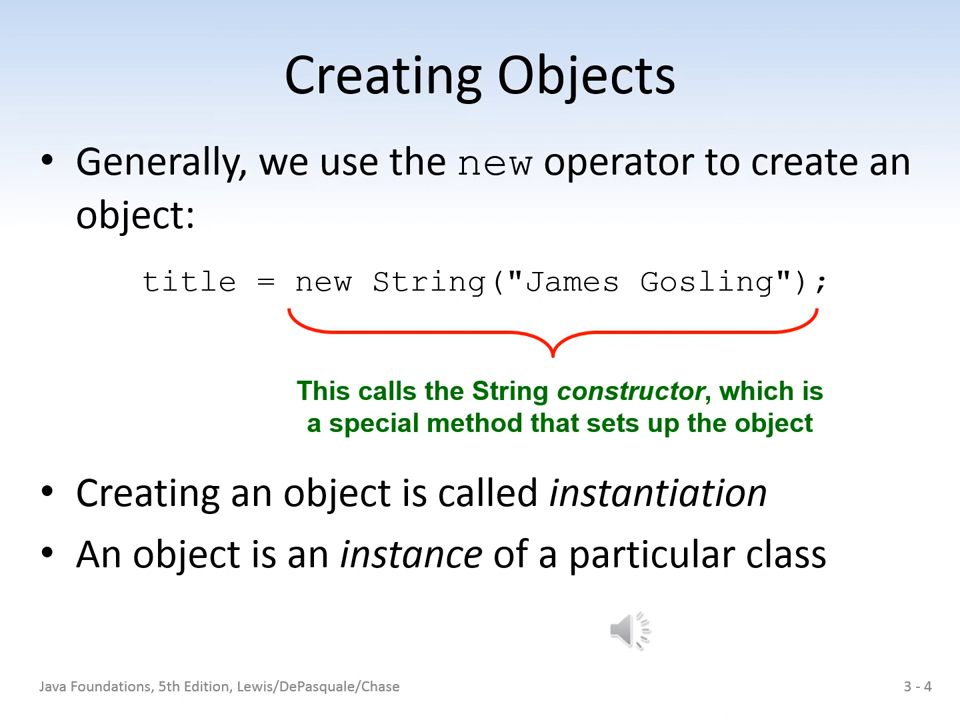 Creating Objects
• Generally, we use the new operator to create an
object:
title = new String("James Gosling");
This calls the String constructor, which is
a special method that sets up the object
• Creating an object is called instantiation
• An object is an instance of a particular class
Java Foundations, 5th Edition, Lewis/DePasquale/Chase
3 - 4